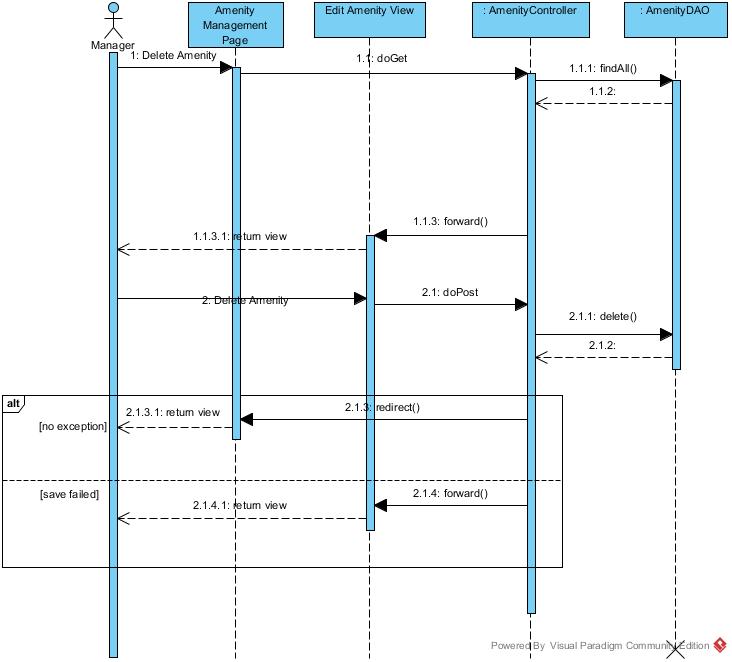 Manager
Amenity
Management
Page
Edit Amenity View
: AmenityController
: AmenityDAO
1: Delete Amenity
1.1: doGet
1.1.1: findAll()
1.1.2:
1.1.3: forward()
1.1.3.1: return view
2: Delete Amenity
2.1: doPost
2.1.1: delete()
2.1.2:
alt
[no exception]
2.1.3: redirect()
2.1.3.1: return view
[save failed]
2.1.4: forward()
2.1.4.1: return view
Powered By Visual Paradigm Community Edition